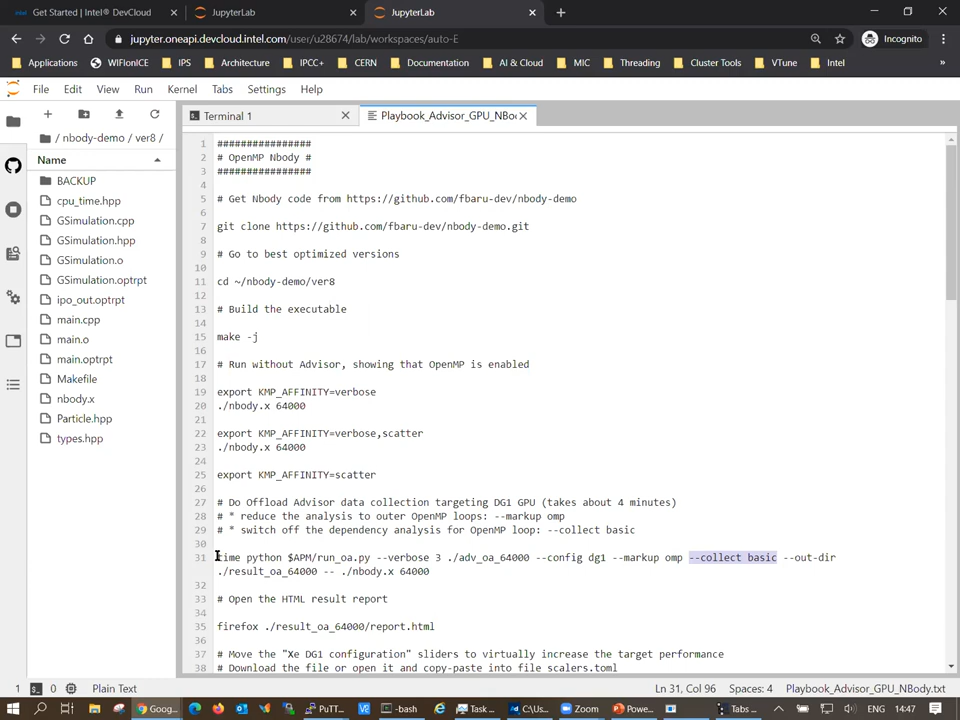 Get Started | Intel® DevCloud
JupyterLab
JupyterLab
jupyter.oneapi.devcloud.intel.com/user/u28674/lab/workspaces/auto-E
Incognito
Applications
WIFIonICE
IPS
Architecture
IPCC+
CERN
Documentation
AI & Cloud
MIC
Threading
Cluster Tools
VTune
Intel
»
File Edit View Run Kernel Tabs Settings Help
Terminal 1
Playbook_Advisor_GPU_NBo
/ nbody-demo / ver8 /
Name
BACKUP
cpu_time.hpp
GSimulation.cpp
GSimulation.hpp
GSimulation.o
GSimulation.optrpt
ipo_out.optrpt
main.cpp
main.o
main.optrpt
Makefile
nbody.x
Particle.hpp
types.hpp
1 ################
2 # OpenMP Nbody #
3 ################
4
5 # Get Nbody code from https://github.com/fbaru-dev/nbody-demo
6
7 git clone https://github.com/fbaru-dev/nbody-demo.git
8
9 # Go to best optimized versions
10
11 cd ~/nbody-demo/ver8
12
13 # Build the executable
14
15 make -j
16
17 # Run without Advisor, showing that OpenMP is enabled
18
19 export KMP_AFFINITY=verbose
20 ./nbody.x 64000
21
22 export KMP_AFFINITY=verbose,scatter
23 ./nbody.x 64000
24
25 export KMP_AFFINITY=scatter
26
27 # Do Offload Advisor data collection targeting DG1 GPU (takes about 4 minutes)
28 # * reduce the analysis to outer OpenMP loops: --markup omp
29 # * switch off the dependency analysis for OpenMP loop: --collect basic
30
31 time python $APM/run_oa.py --verbose 3 ./adv_oa_64000 --config dg1 --markup omp --collect basic --out-dir
./result_oa_64000 -- ./nbody.x 64000
32
33 # Open the HTML result report
34
35 firefox ./result_oa_64000/report.html
36
37 # Move the "Xe DG1 configuration" sliders to virtually increase the target performance
38 # Download the file or open it and copy-paste into file scalers.toml
1
0
Plain Text
Ln 31, Col 96
Spaces: 4
Playbook_Advisor_GPU_NBody.txt
Goog...
PuTT...
-bash
Task ...
C:\Us...
Zoom
Powe...
Tabs ...
ENG
14:47